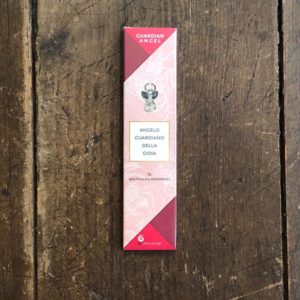 GUARDIAN
ANGEL
ANGELO
GUARDIANO
DELLA
GIOIA
BASTONCINI AROMATICI